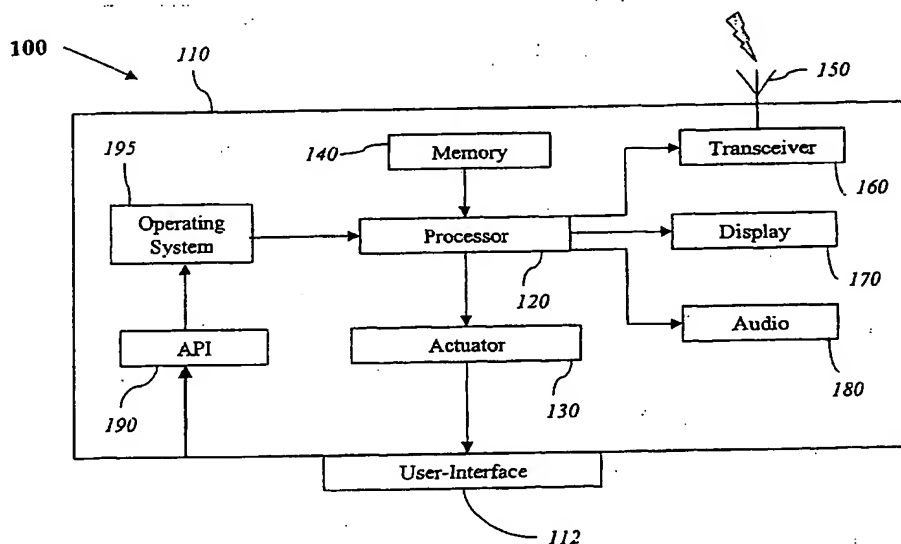 100
110
150
195
140
Memory
Transceiver
160
Operating
System
Processor
Display
120
170
API
Actuator
Audio
190
130
180
User-Interface
112